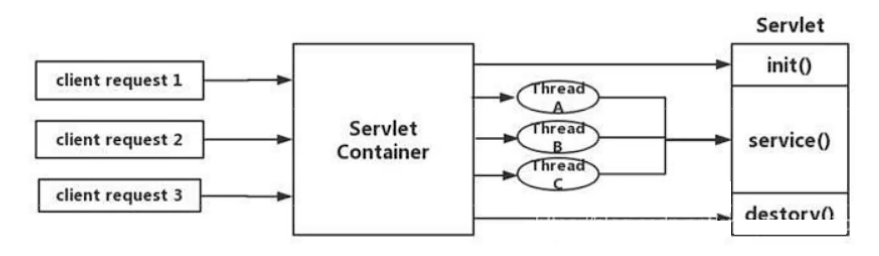 Servlet
client request 1
client request 2
client request 3
Servlet
Container
Thread
A
Thread
B
Thread
C
init()
service()
destory()